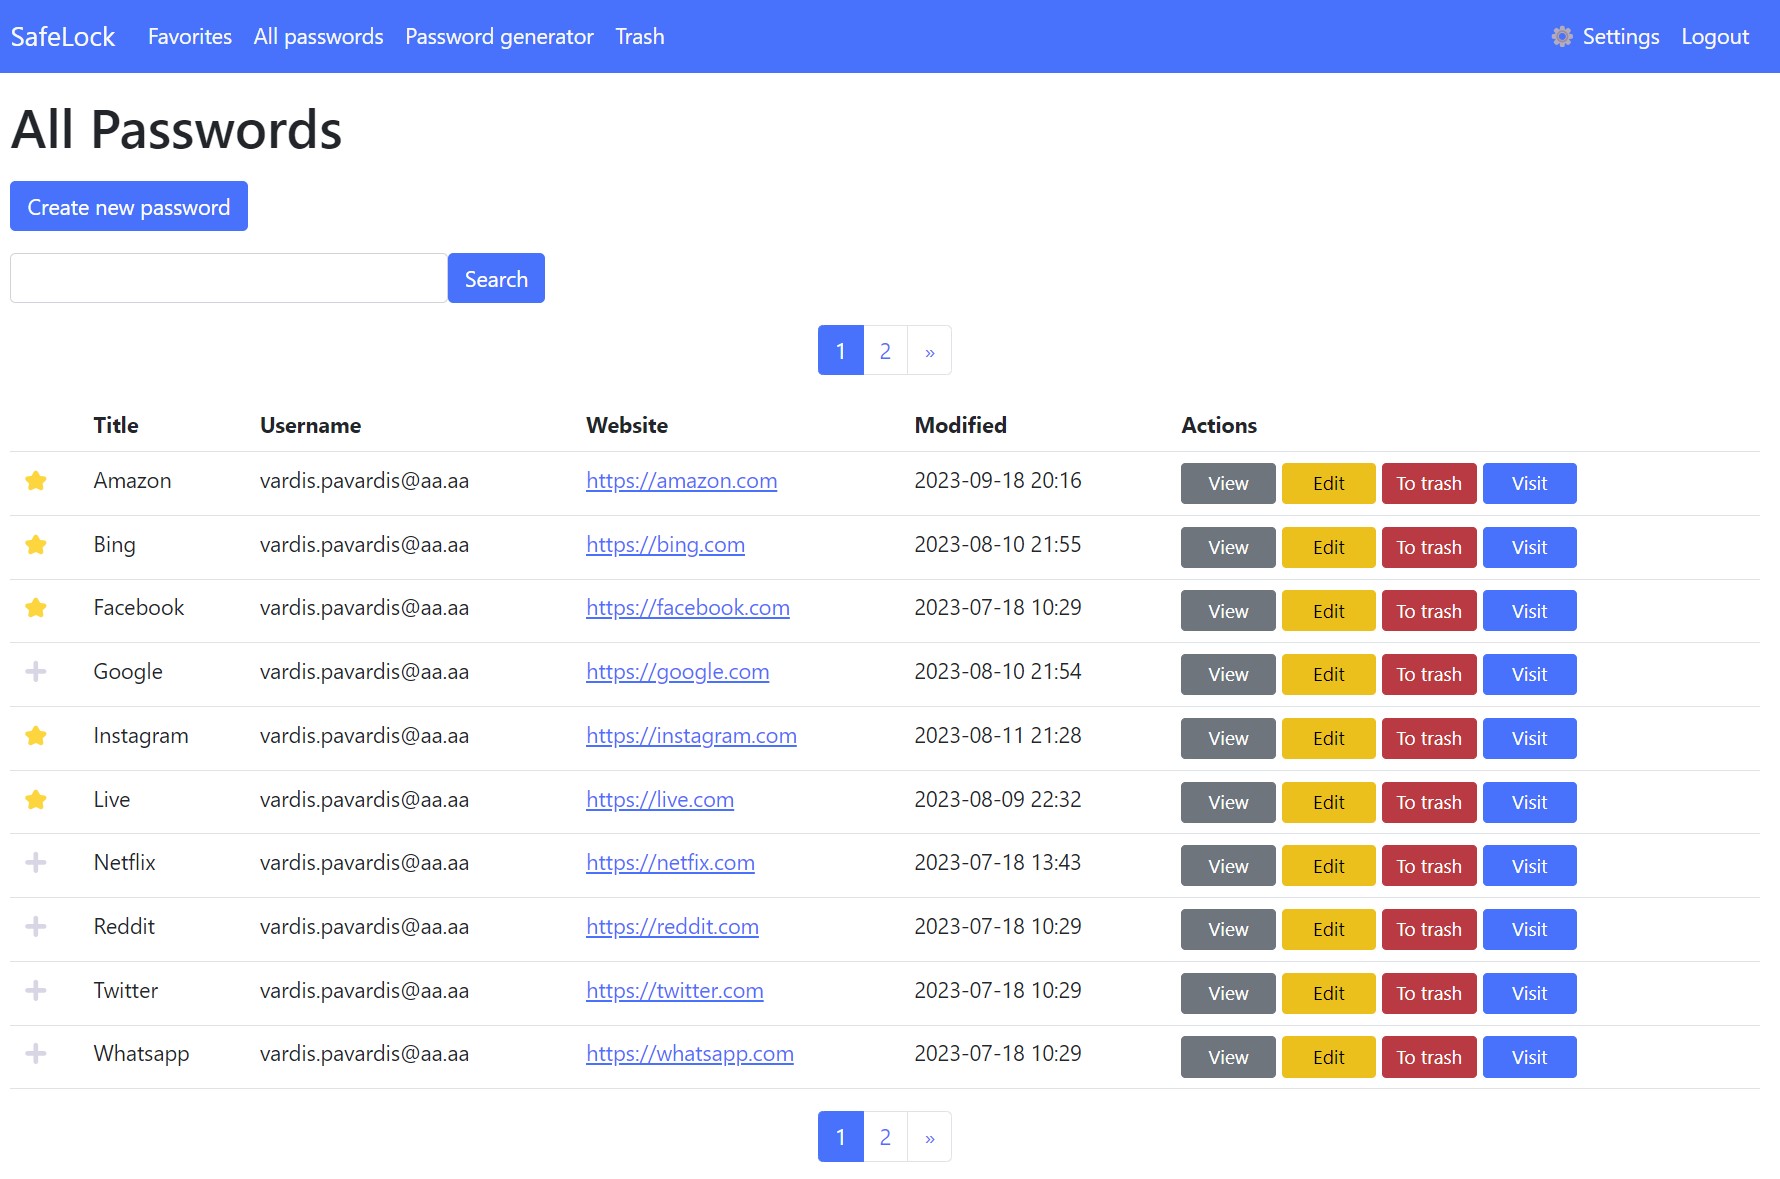 SafeLock Favorites All passwords Password generator Trash Settings Logout
All Passwords
Create new password
Search
1 2 »
Title Username Website Modified Actions
Amazon vardis.pavardis@aa.aa https://amazon.com 2023-09-18 20:16 View Edit To trash Visit
Bing vardis.pavardis@aa.aa https://bing.com 2023-08-10 21:55 View Edit To trash Visit
Facebook vardis.pavardis@aa.aa https://facebook.com 2023-07-18 10:29 View Edit To trash Visit
Google vardis.pavardis@aa.aa https://google.com 2023-08-10 21:54 View Edit To trash Visit
Instagram vardis.pavardis@aa.aa https://instagram.com 2023-08-11 21:28 View Edit To trash Visit
Live vardis.pavardis@aa.aa https://live.com 2023-08-09 22:32 View Edit To trash Visit
Netflix vardis.pavardis@aa.aa https://netfix.com 2023-07-18 13:43 View Edit To trash Visit
Reddit vardis.pavardis@aa.aa https://reddit.com 2023-07-18 10:29 View Edit To trash Visit
Twitter vardis.pavardis@aa.aa https://twitter.com 2023-07-18 10:29 View Edit To trash Visit
Whatsapp vardis.pavardis@aa.aa https://whatsapp.com 2023-07-18 10:29 View Edit To trash Visit
1 2 »